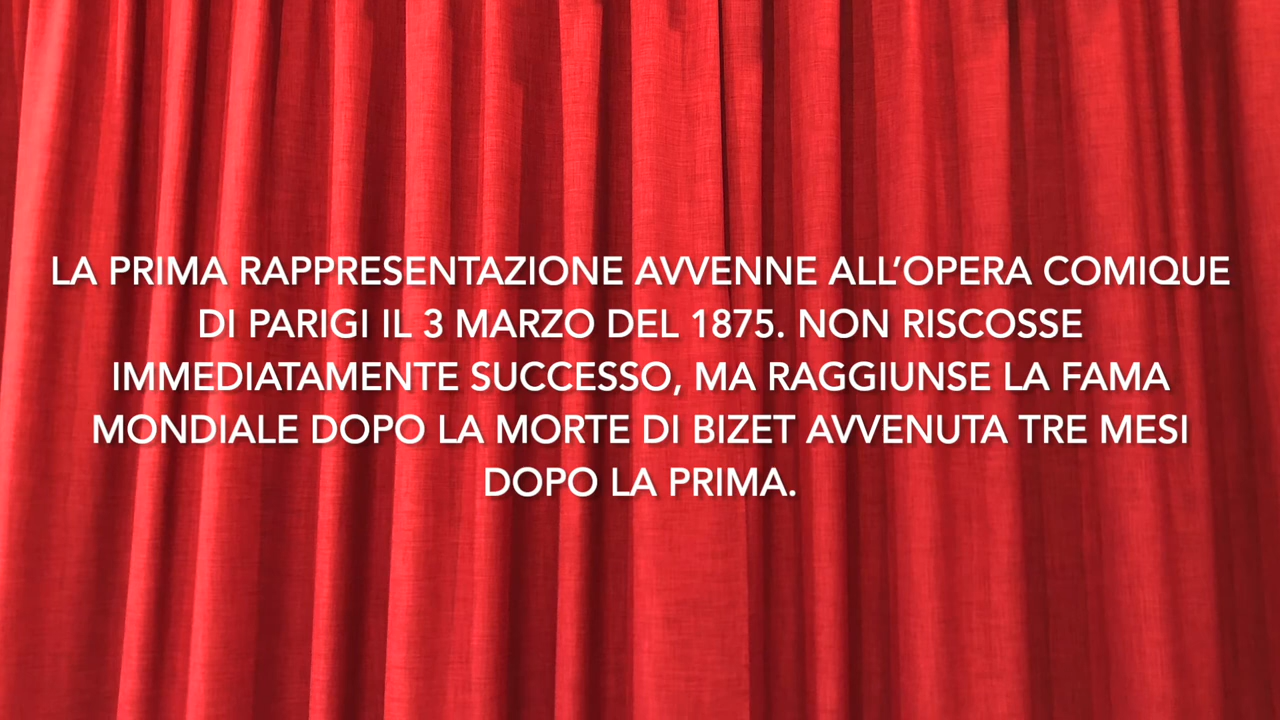 LA PRIMA RAPPRESENTAZIONE AVVENNE ALL’OPERA COMIQUE
DI PARIGI IL 3 MARZO DEL 1875. NON RISCOSSE
IMMEDIATAMENTE SUCCESSO, MA RAGGIUNSE LA FAMA
MONDIALE DOPO LA MORTE DI BIZET AVVENUTA TRE MESI
DOPO LA PRIMA.